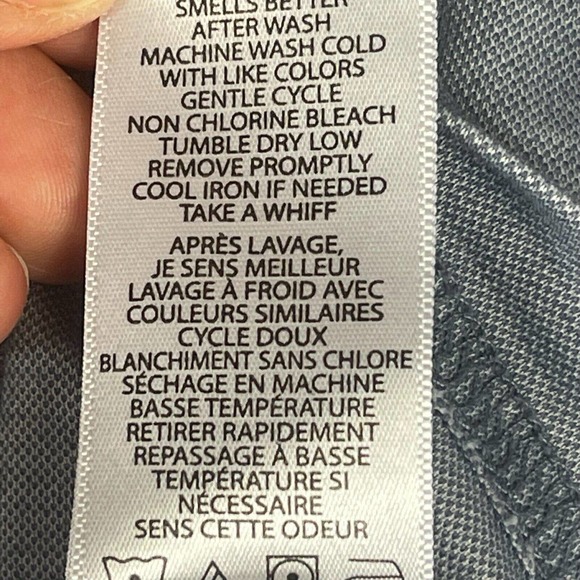 SMELLS BETTER
AFTER WASH
MACHINE WASH COLD
WITH LIKE COLORS
GENTLE CYCLE
NON CHLORINE BLEACH
TUMBLE DRY LOW
REMOVE PROMPTLY
COOL IRON IF NEEDED
TAKE A WHIFF
APRÈS LAVAGE,
JE SENS MEILLEUR
LAVAGE À FROID AVEC
COULEURS SIMILAIRES
CYCLE DOUX
BLANCHIMENT SANS CHLORE
SÉCHAGE EN MACHINE
BASSE TEMPÉRATURE
RETIRER RAPIDEMENT
REPASSAGE À BASSE
TEMPÉRATURE SI
NÉCESSAIRE
SENS CETTE ODEUR